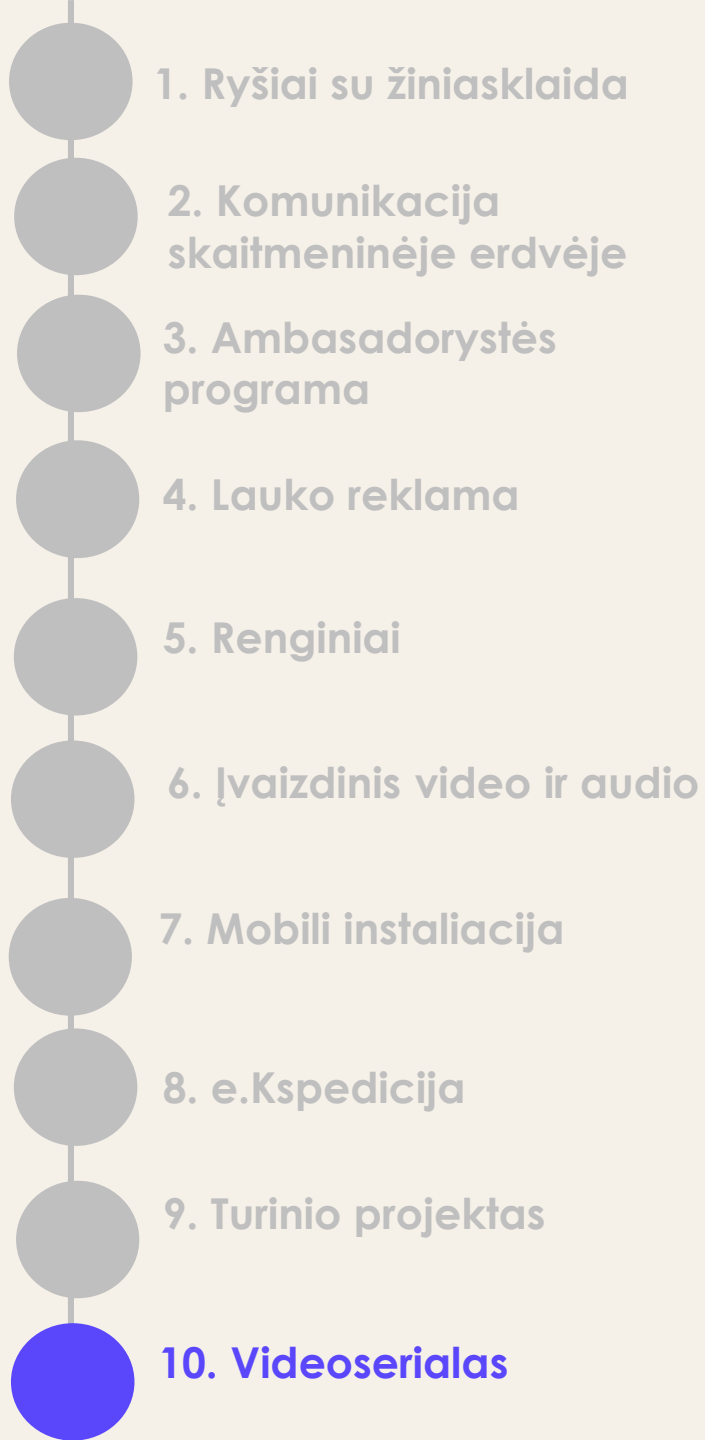 1. Ryšiai su žiniasklaida
2. Komunikacija
skaitmeninėje erdvėje
3. Ambasadorystės
programa
4. Lauko reklama
5. Renginiai
6. Įvaizdinis video ir audio
7. Mobili instaliacija
8. e.Kspedicija
9. Turinio projektas
10. Videoserialas